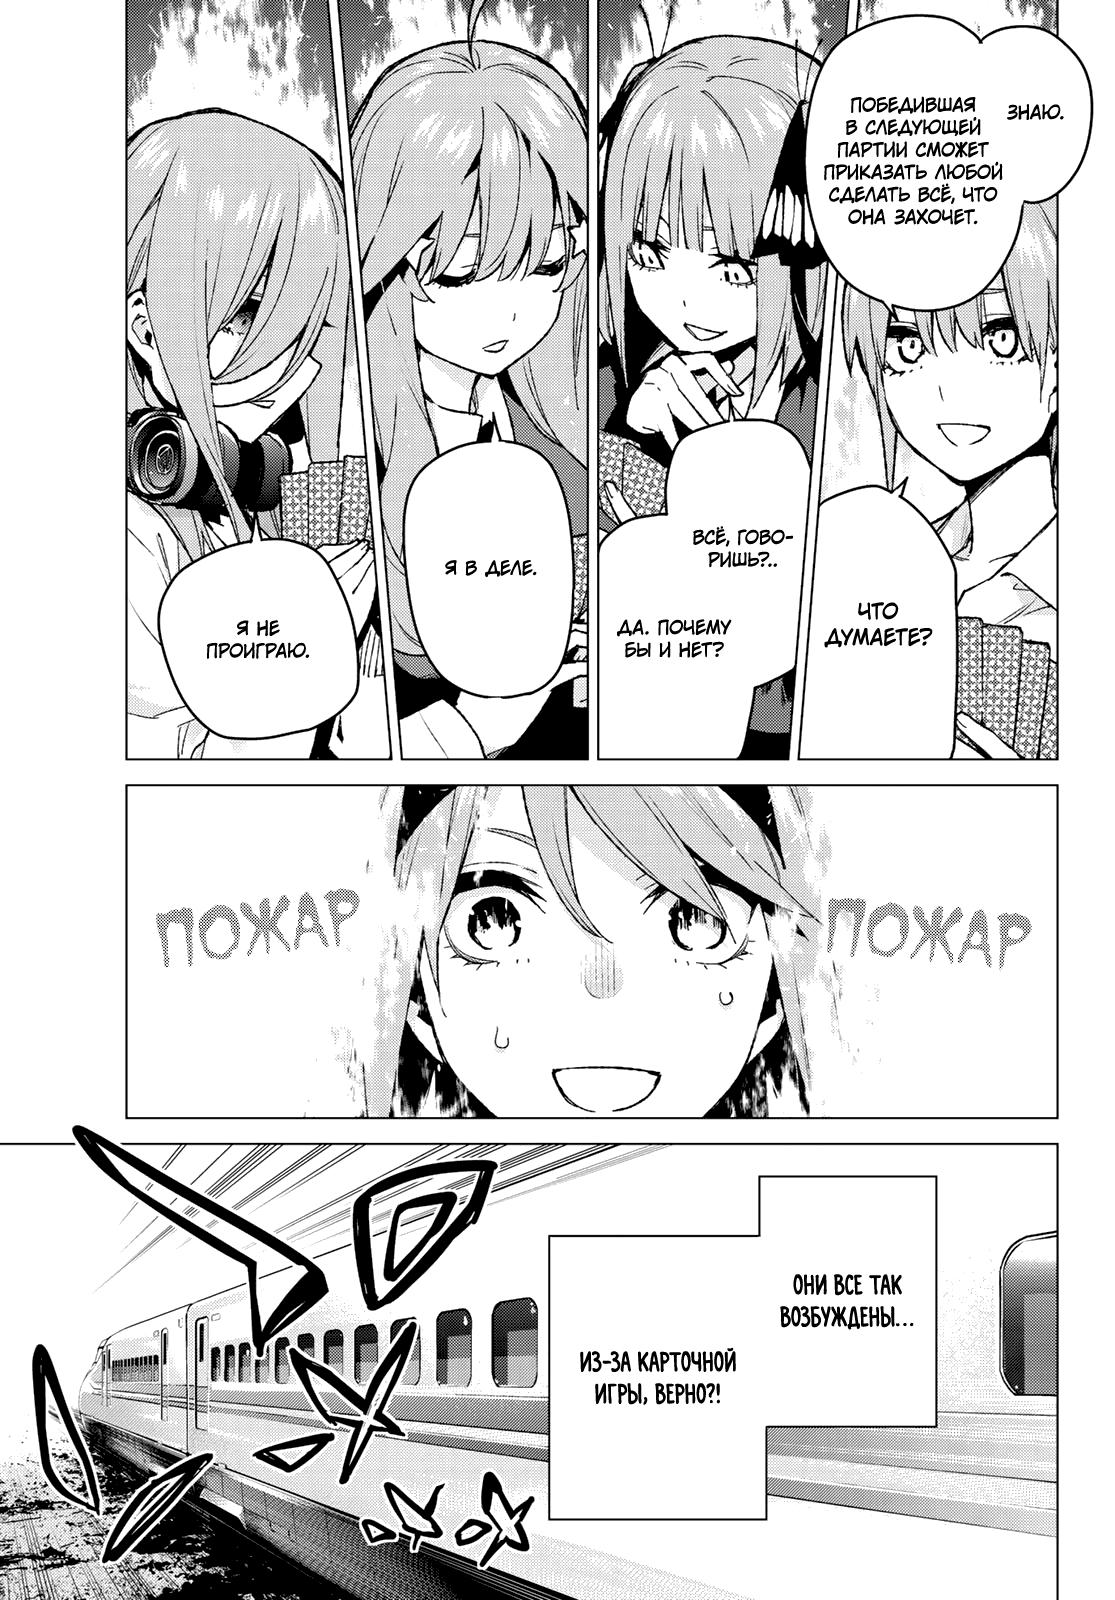 ЗНАЮ.
ПОБЕДИВШАЯ
В СЛЕДУЮЩЕЙ
ПАРТИИ СМОЖЕТ
ПРИКАЗАТЬ ЛЮБОЙ
СДЕЛАТЬ ВСЁ, ЧТО
ОНА ЗАХОЧЕТ.
ЧТО
ДУМАЕТЕ?
ВСЁ, ГОВО-
РИШЬ?..
ДА. ПОЧЕМУ
БЫ И НЕТ?
Я В ДЕЛЕ.
Я НЕ
ПРОИГРАЮ.
ПОЖАР
ПОЖАР
ОНИ ВСЕ ТАК
ВОЗБУЖДЕНЫ...
ИЗ-ЗА КАРТОЧНОЙ
ИГРЫ, ВЕРНО?!